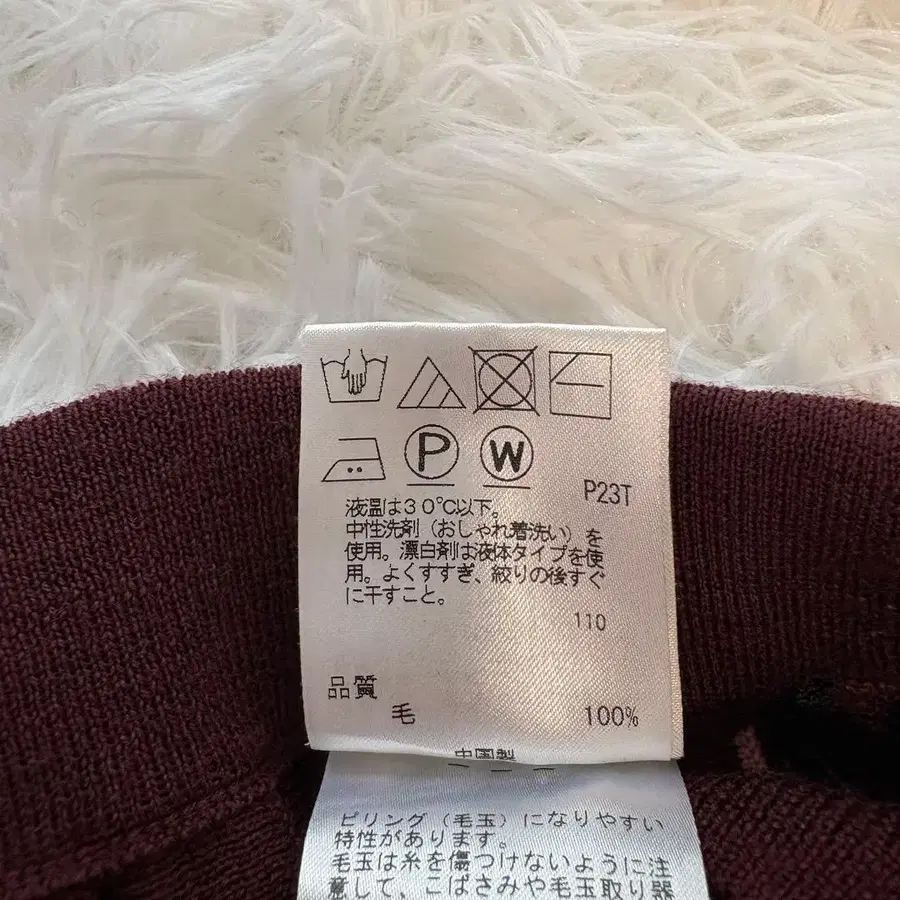 P
W
P23T
液温は30℃以下。
中性洗剤(おしゃれ着洗い)を
使用。漂白剤は液体タイプを使
用。よくすすぎ、絞りの後すぐ
に干すこと。
110
品質
毛 100%
中国製
ピリング(毛玉)になりやすい
特性があります。
毛玉は糸を傷つけないように注
意して、こばさみや毛玉取り器